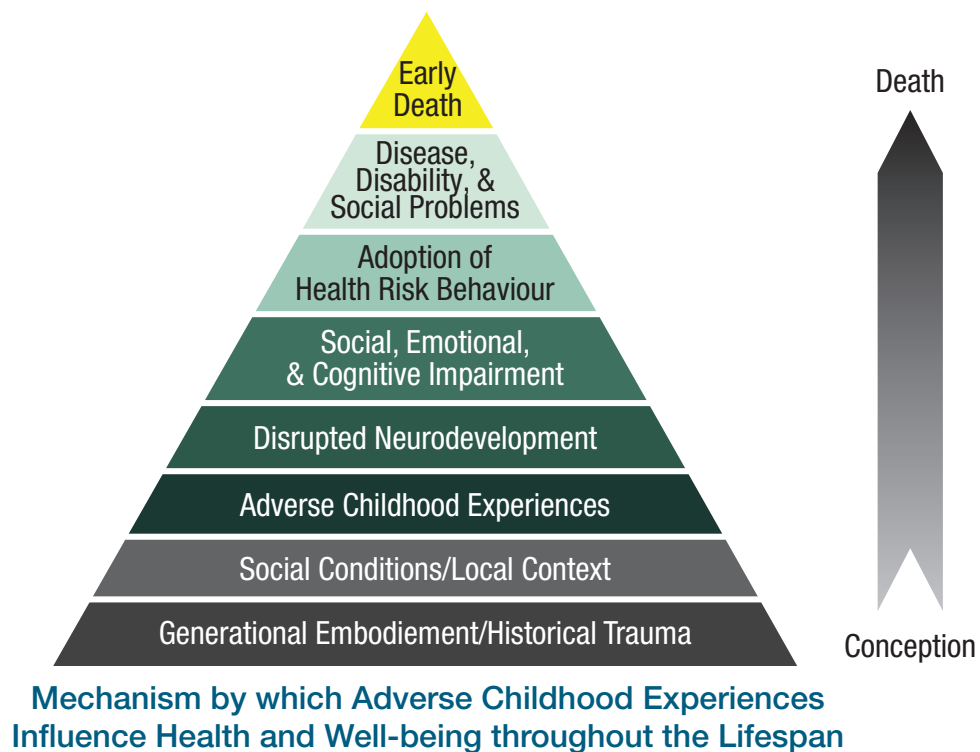 Early
Death
Disease,
Disability, &
Social Problems
Adoption of
Health Risk Behaviour
Social, Emotional,
& Cognitive Impairment
Disrupted Neurodevelopment
Adverse Childhood Experiences
Social Conditions/Local Context
Generational Embodiement/Historical Trauma
Death
Conception
Mechanism by which Adverse Childhood Experiences
Influence Health and Well-being throughout the Lifespan